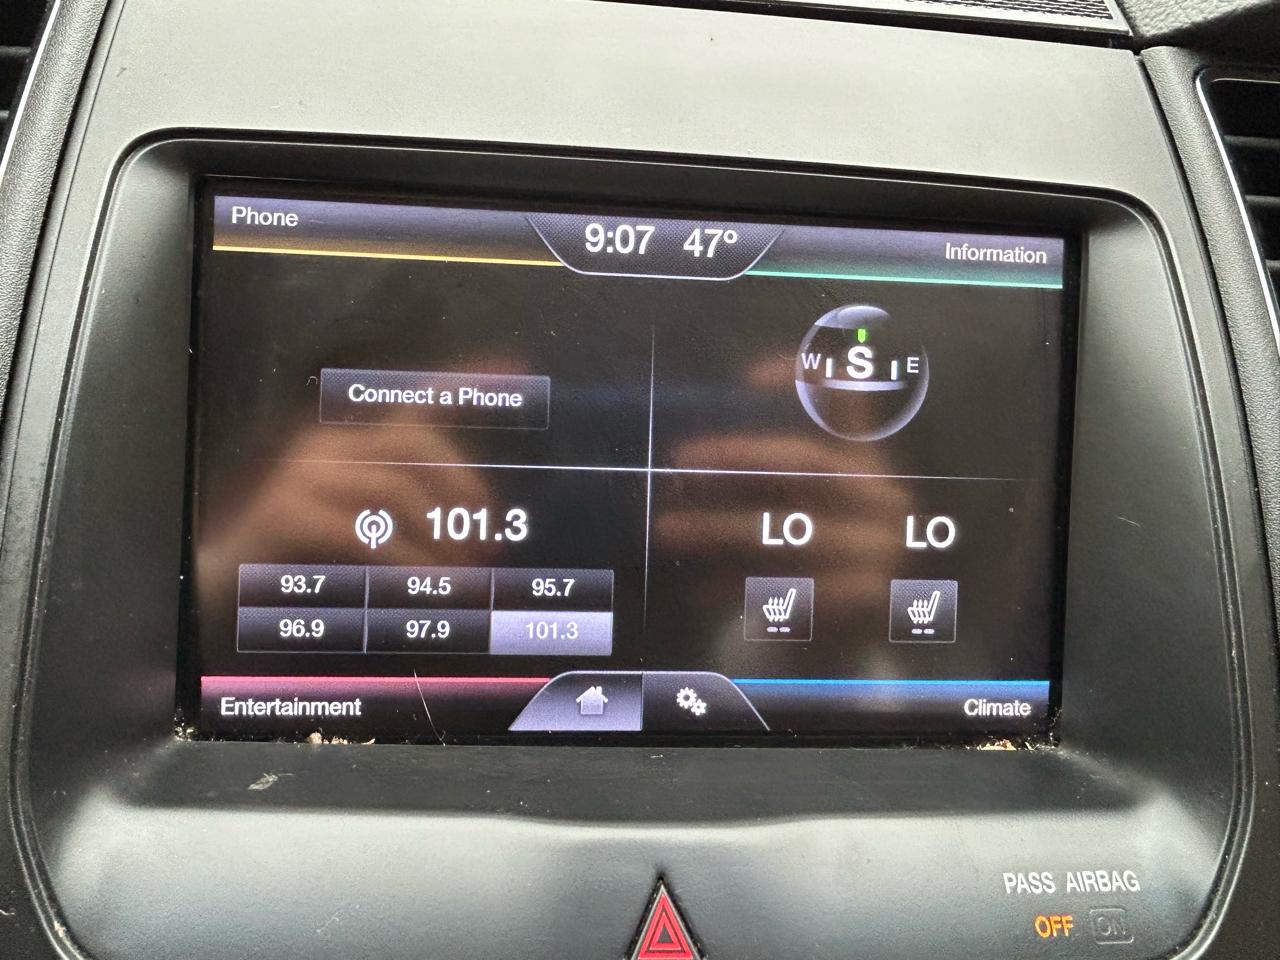 Phone
9:07 47°
Information
W S E
Connect a Phone
101.3
LO LO
93.7 94.5 95.7
96.9 97.9 101.3
Entertainment
Climate
PASS AIRBAG
OFF ON